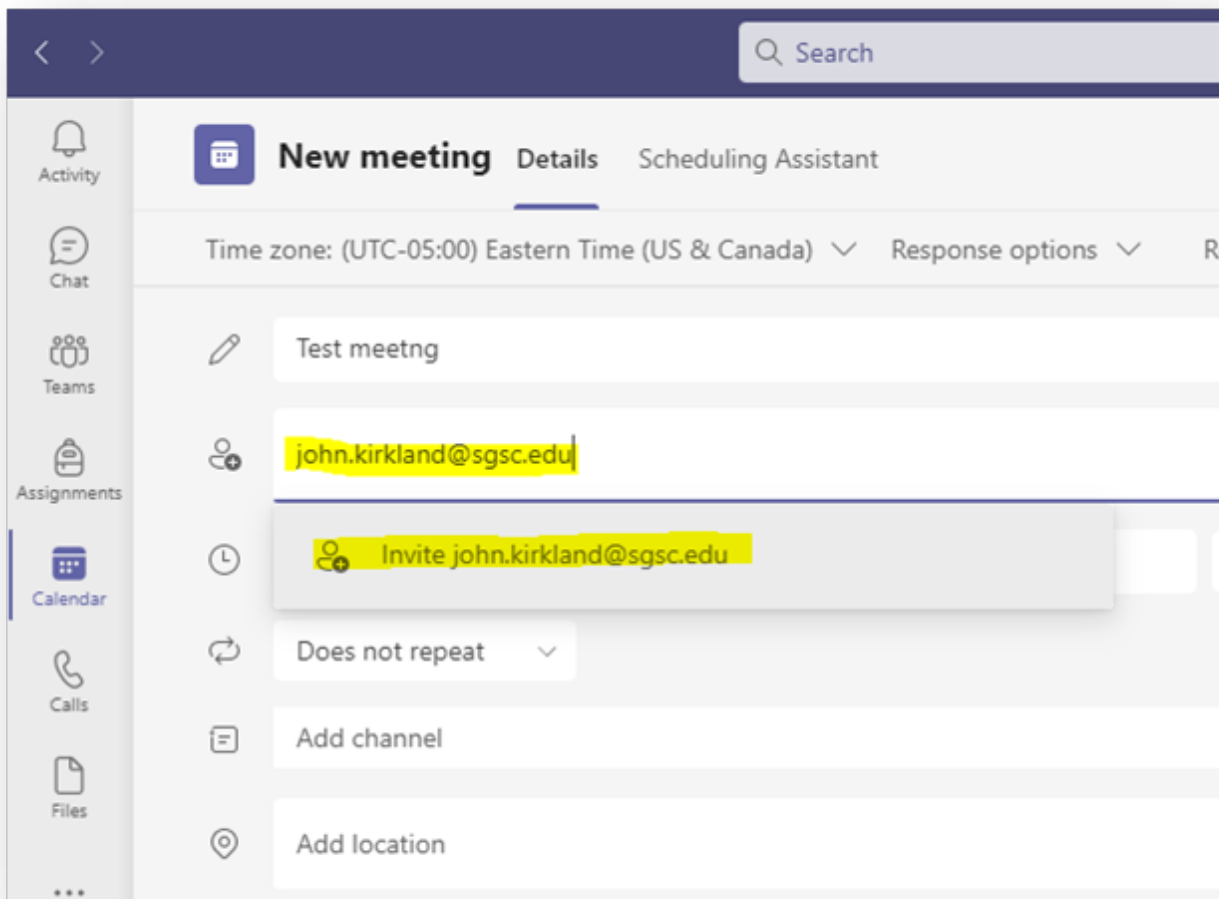 Search
Activity
Chat
Teams
Assignments
Calendar
Calls
Files
New meeting Details Scheduling Assistant
Time zone: (UTC-05:00) Eastern Time (US & Canada) Response options R
Test meetng
john.kirkland@sgsc.edu
Invite john.kirkland@sgsc.edu
Does not repeat
Add channel
Add location